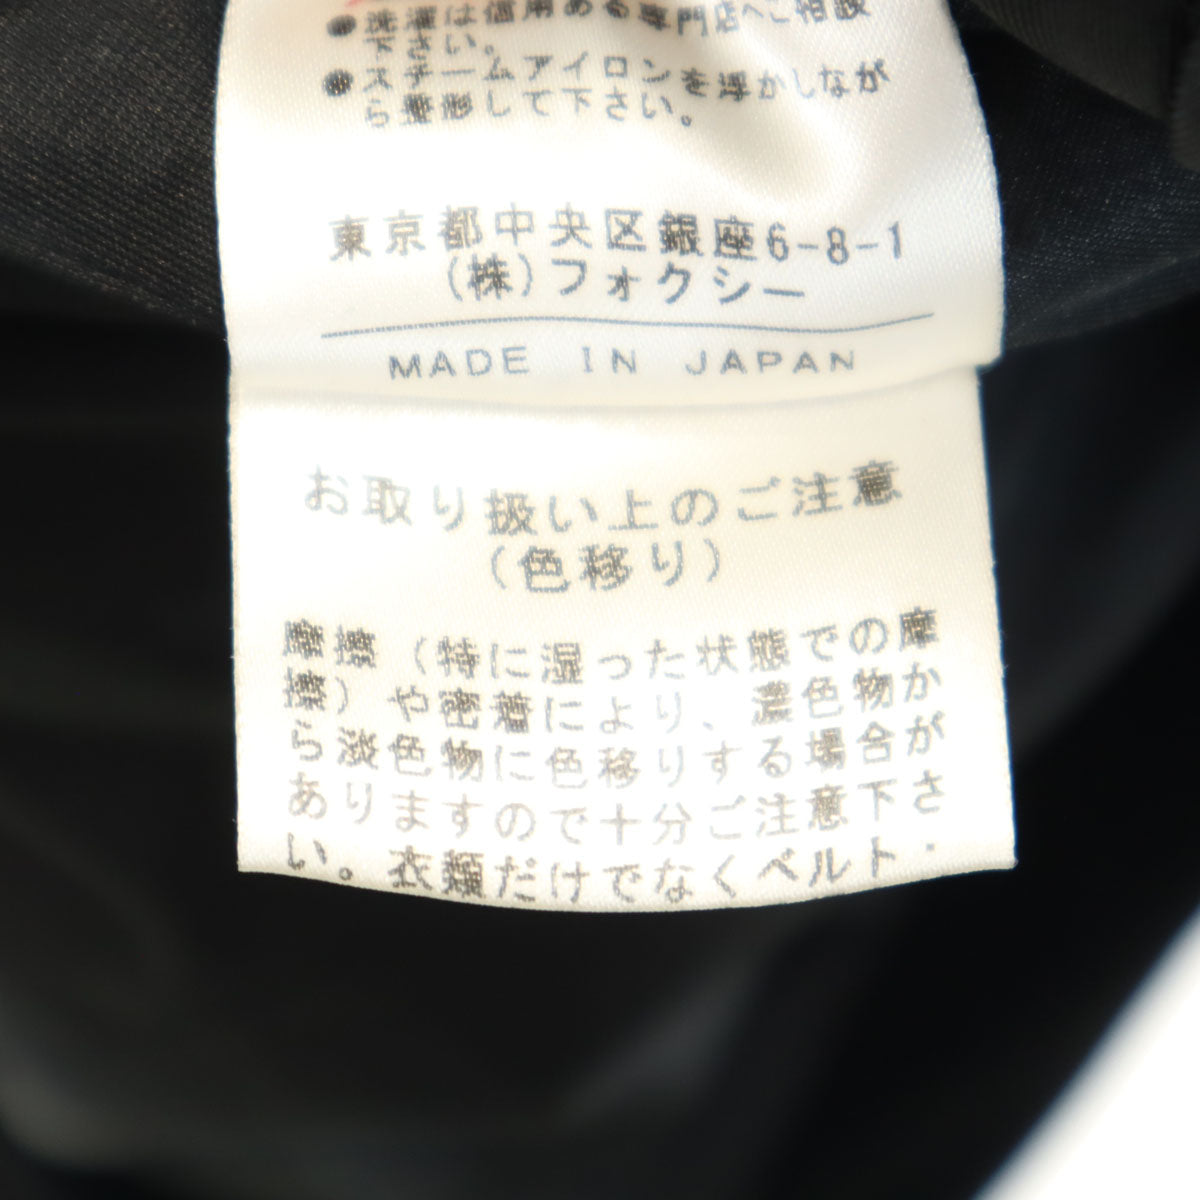 ●洗濯は信用ある専門店へご相談
下さい。
●スチームアイロンを浮かしなが
ら整形して下さい。
東京都中央区銀座6-8-1
(株)フォクシー
MADE IN JAPAN
お取り扱い上のご注意
(色移り)
摩擦(特に湿った状態での摩
擦)や密着により、濃色物か
ら淡色物に色移りする場合が
ありますので十分ご注意下さ
い。衣類だけでなくベルト・